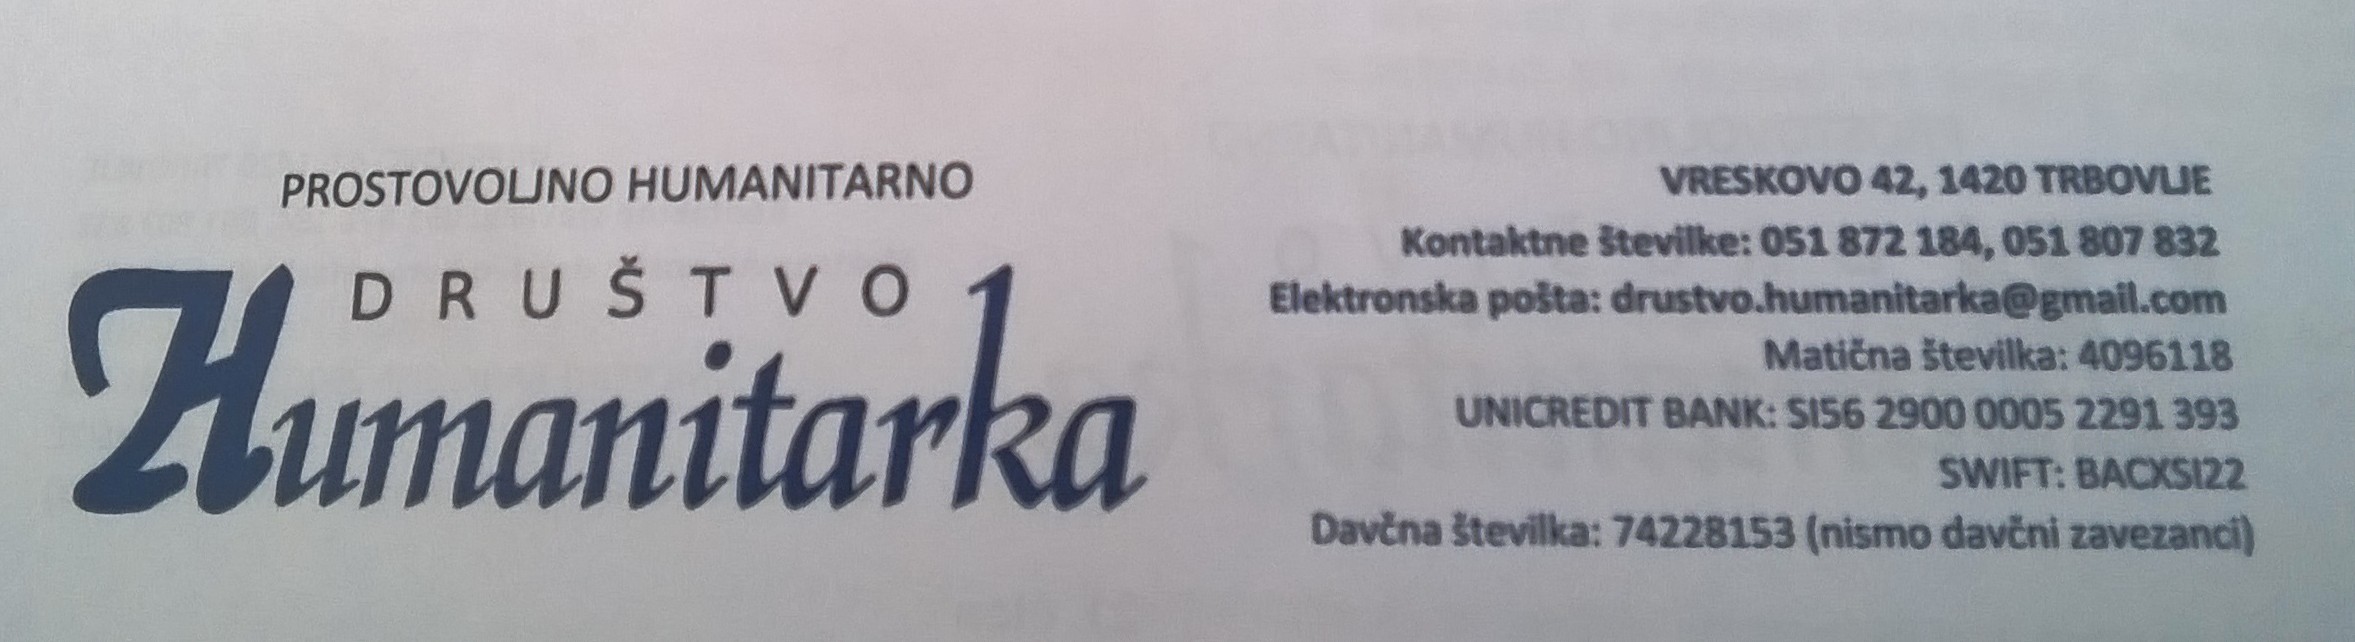 PROSTOVOLJNO HUMANITARNO
DRUŠTVO
Humanitarka
VRESKOVO 42, 1420 TRBOVLJE
Kontaktne številke: 051 872 184, 051 807 832
Elektronska pošta: drustvo.humanitarka@gmail.com
Matična številka: 4096118
UNICREDIT BANK: SI56 2900 0005 2291 393
SWIFT: BACXSI22
Davčna številka: 74228153 (nismo davčni zavezanci)